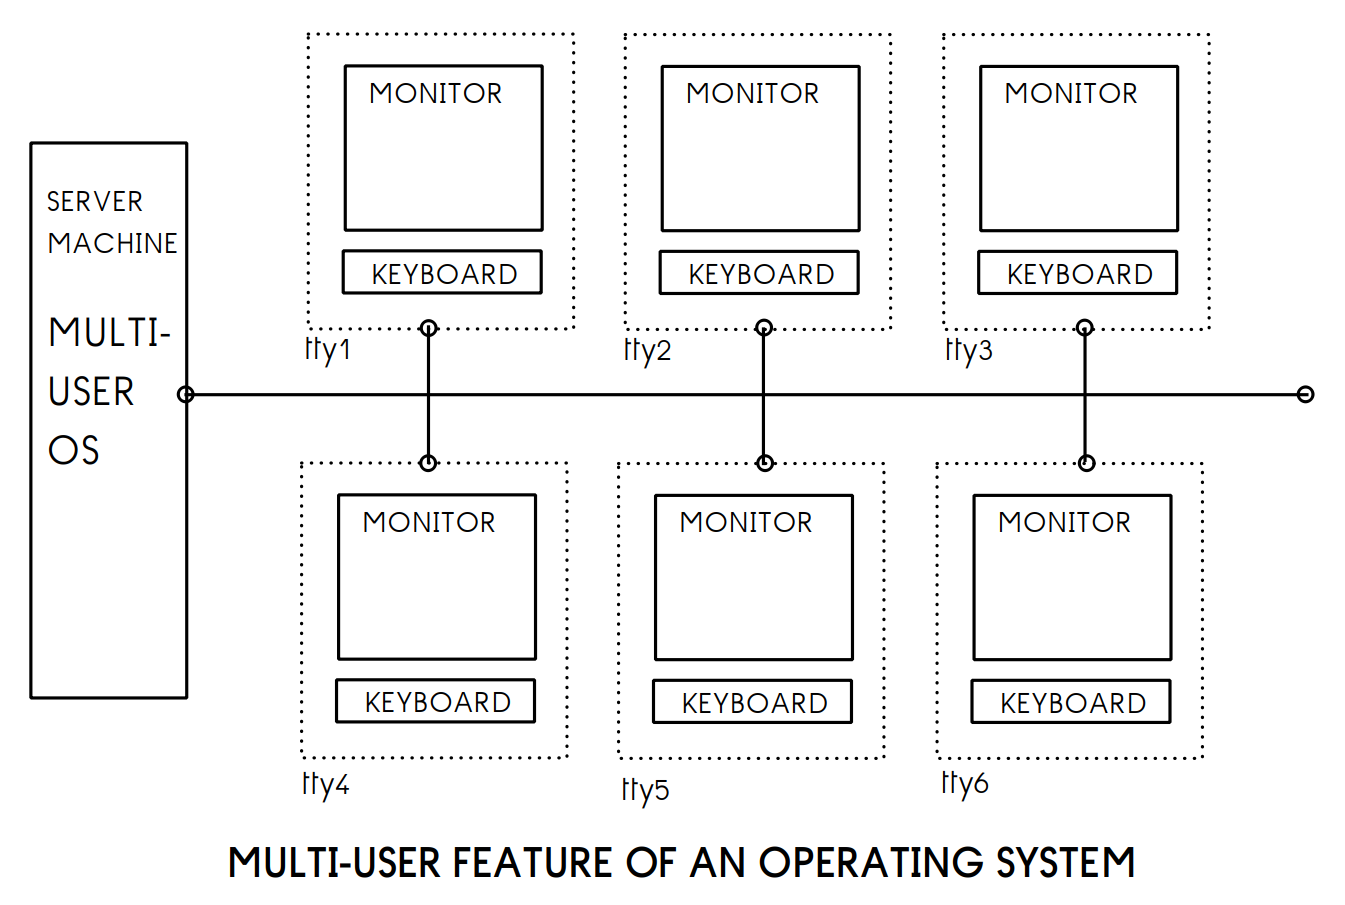 SERVER
MACHINE
MULTI-
USER
OS
MONITOR
KEYBOARD
tty1
MONITOR
KEYBOARD
tty2
MONITOR
KEYBOARD
tty3
MONITOR
KEYBOARD
tty4
MONITOR
KEYBOARD
tty5
MONITOR
KEYBOARD
tty6
MULTI-USER FEATURE OF AN OPERATING SYSTEM